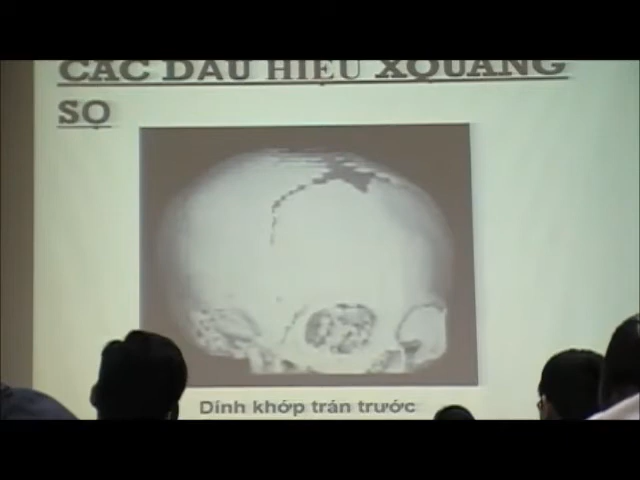 CÁC DẤU HIỆU XQUANG
SỌ
Dính khớp trán trước